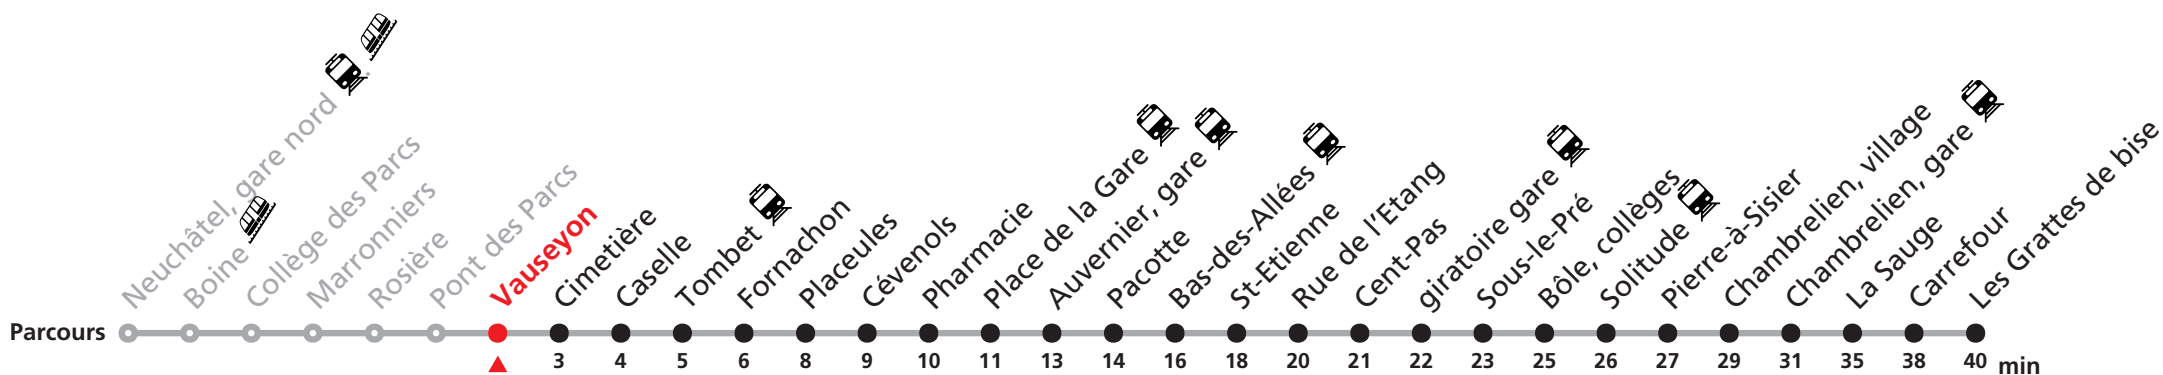 Neuchâtel, gare nord
Boine
Collège des Parcs
Marronniers
Rosière
Pont des Parcs
Vauseyon
Cimetière
Caselle
Tombet
Fornachon
Placeules
Cévenols
Pharmacie
Place de la Gare
Auvernier, gare
Pacotte
Bas-des-Allées
St-Etienne
Rue de l'Etang
Cent-Pas
giratoire gare
Sous-le-Pré
Bôle, collèges
Solitude
Pierre-à-Sisier
Chambrelien, village
Chambrelien, gare
La Sauge
Carrefour
Les Grattes de bise
Parcours
3 4 5 6 8 9 10 11 13 14 16 18 20 21 22 23 25 26 27 29 31 35 38 40 min